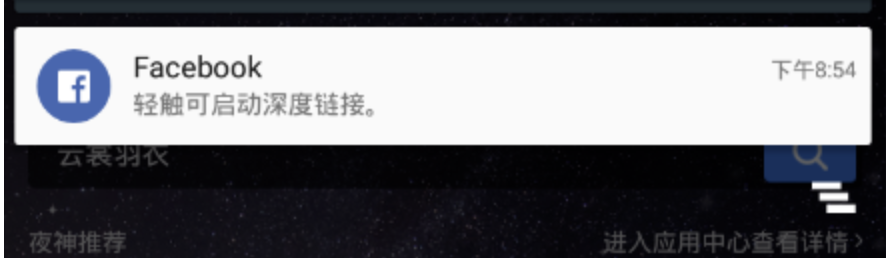 Facebook
下午8:54
轻触可启动深度链接。
云裳羽衣
夜神推荐
进入应用中心查看详情>